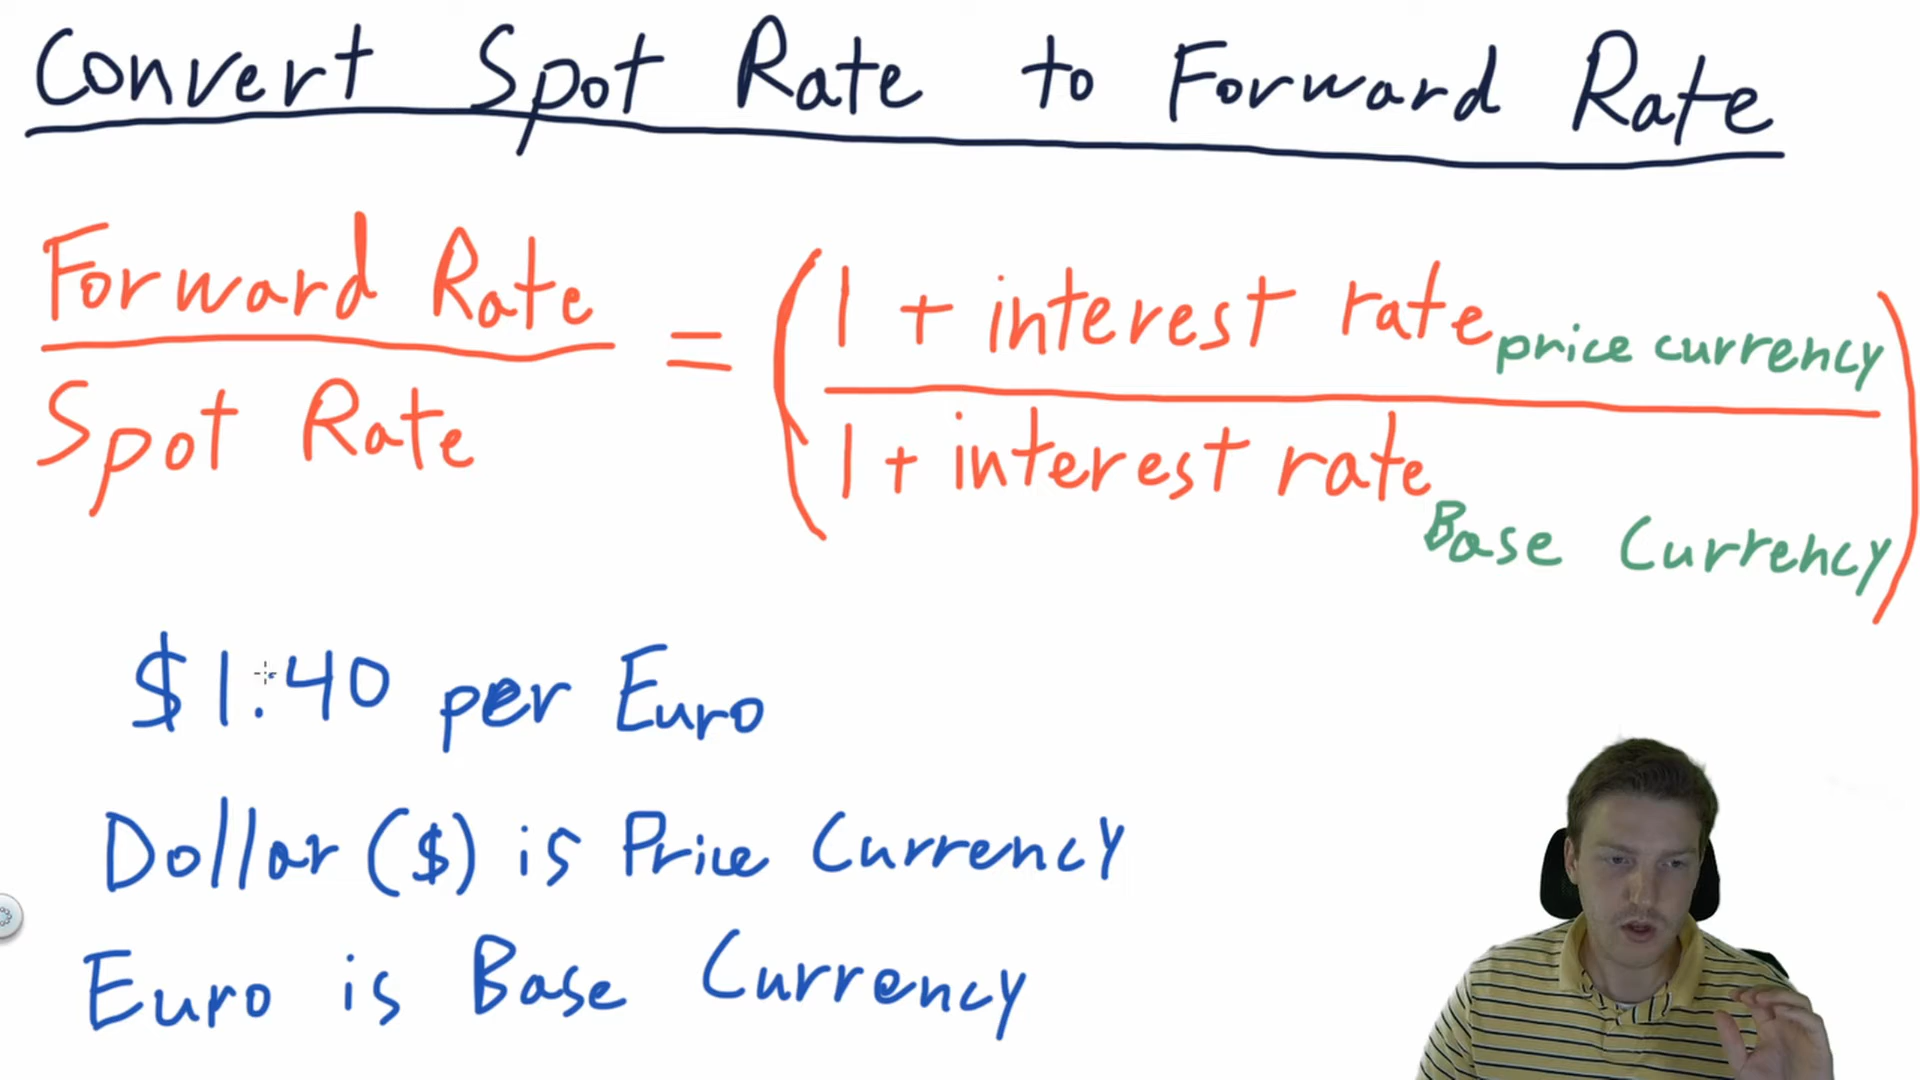 Convert Spot Rate to Forward Rate
Forward Rate
Spot Rate
=
(1 + interest rate price currency
1 + interest rate Base Currency)
$1.40 per Euro
Dollar ($) is Price Currency
Euro is Base Currency